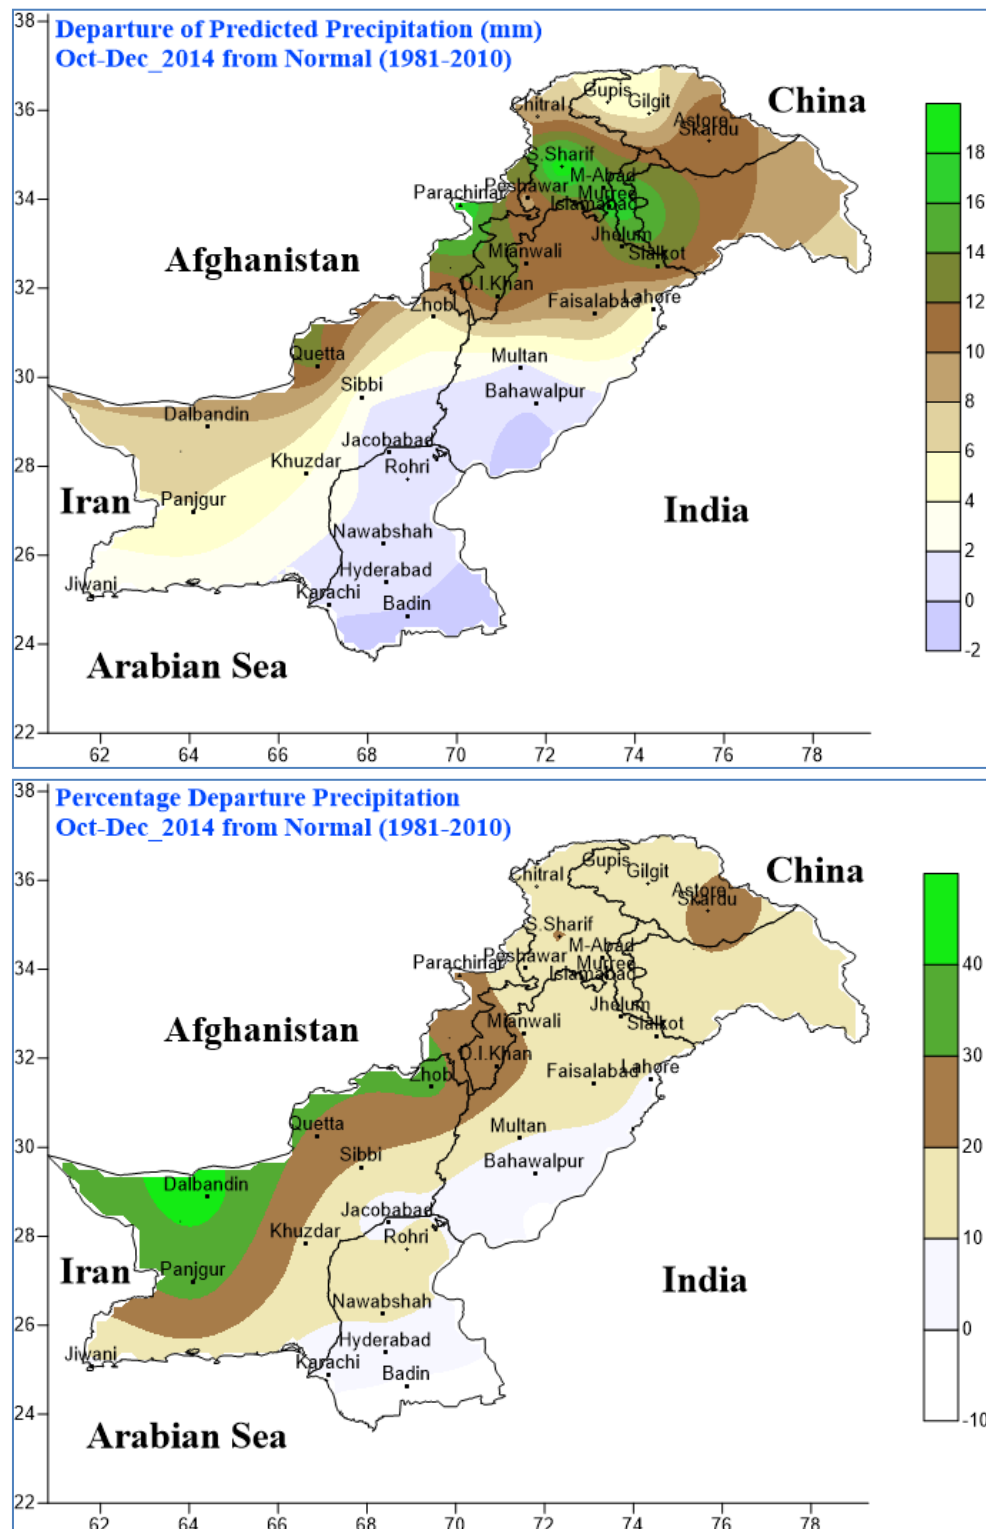 Departure of Predicted Precipitation (mm)
Oct-Dec_2014 from Normal (1981-2010)
38
36
34
32
30
28
26
24
22
62
64
66
68
70
72
74
76
78
China
Afghanistan
Iran
India
Arabian Sea
Gupis
Gilgit
Chitral
Astore
Skardu
S.Sharif
M-Abad
Peshawar
Murree
Parachinar
Islamabad
Jhelum
Mianwali
Sialkot
D.I.Khan
Zhob
Faisalabad
Lahore
Quetta
Multan
Sibbi
Bahawalpur
Dalbandin
Jacobabad
Khuzdar
Rohri
Panjgur
Nawabshah
Jiwani
Hyderabad
Karachi
Badin
18
16
14
12
10
8
6
4
2
0
-2
Percentage Departure Precipitation
Oct-Dec_2014 from Normal (1981-2010)
38
36
34
32
30
28
26
24
22
62
64
66
68
70
72
74
76
78
China
Afghanistan
Iran
India
Arabian Sea
Gupis
Gilgit
Chitral
Astore
Skardu
S.Sharif
M-Abad
Peshawar
Murree
Parachinar
Islamabad
Jhelum
Mianwali
Sialkot
D.I.Khan
Zhob
Faisalabad
Lahore
Quetta
Multan
Sibbi
Bahawalpur
Dalbandin
Jacobabad
Khuzdar
Rohri
Panjgur
Nawabshah
Jiwani
Hyderabad
Karachi
Badin
40
30
20
10
0
-10